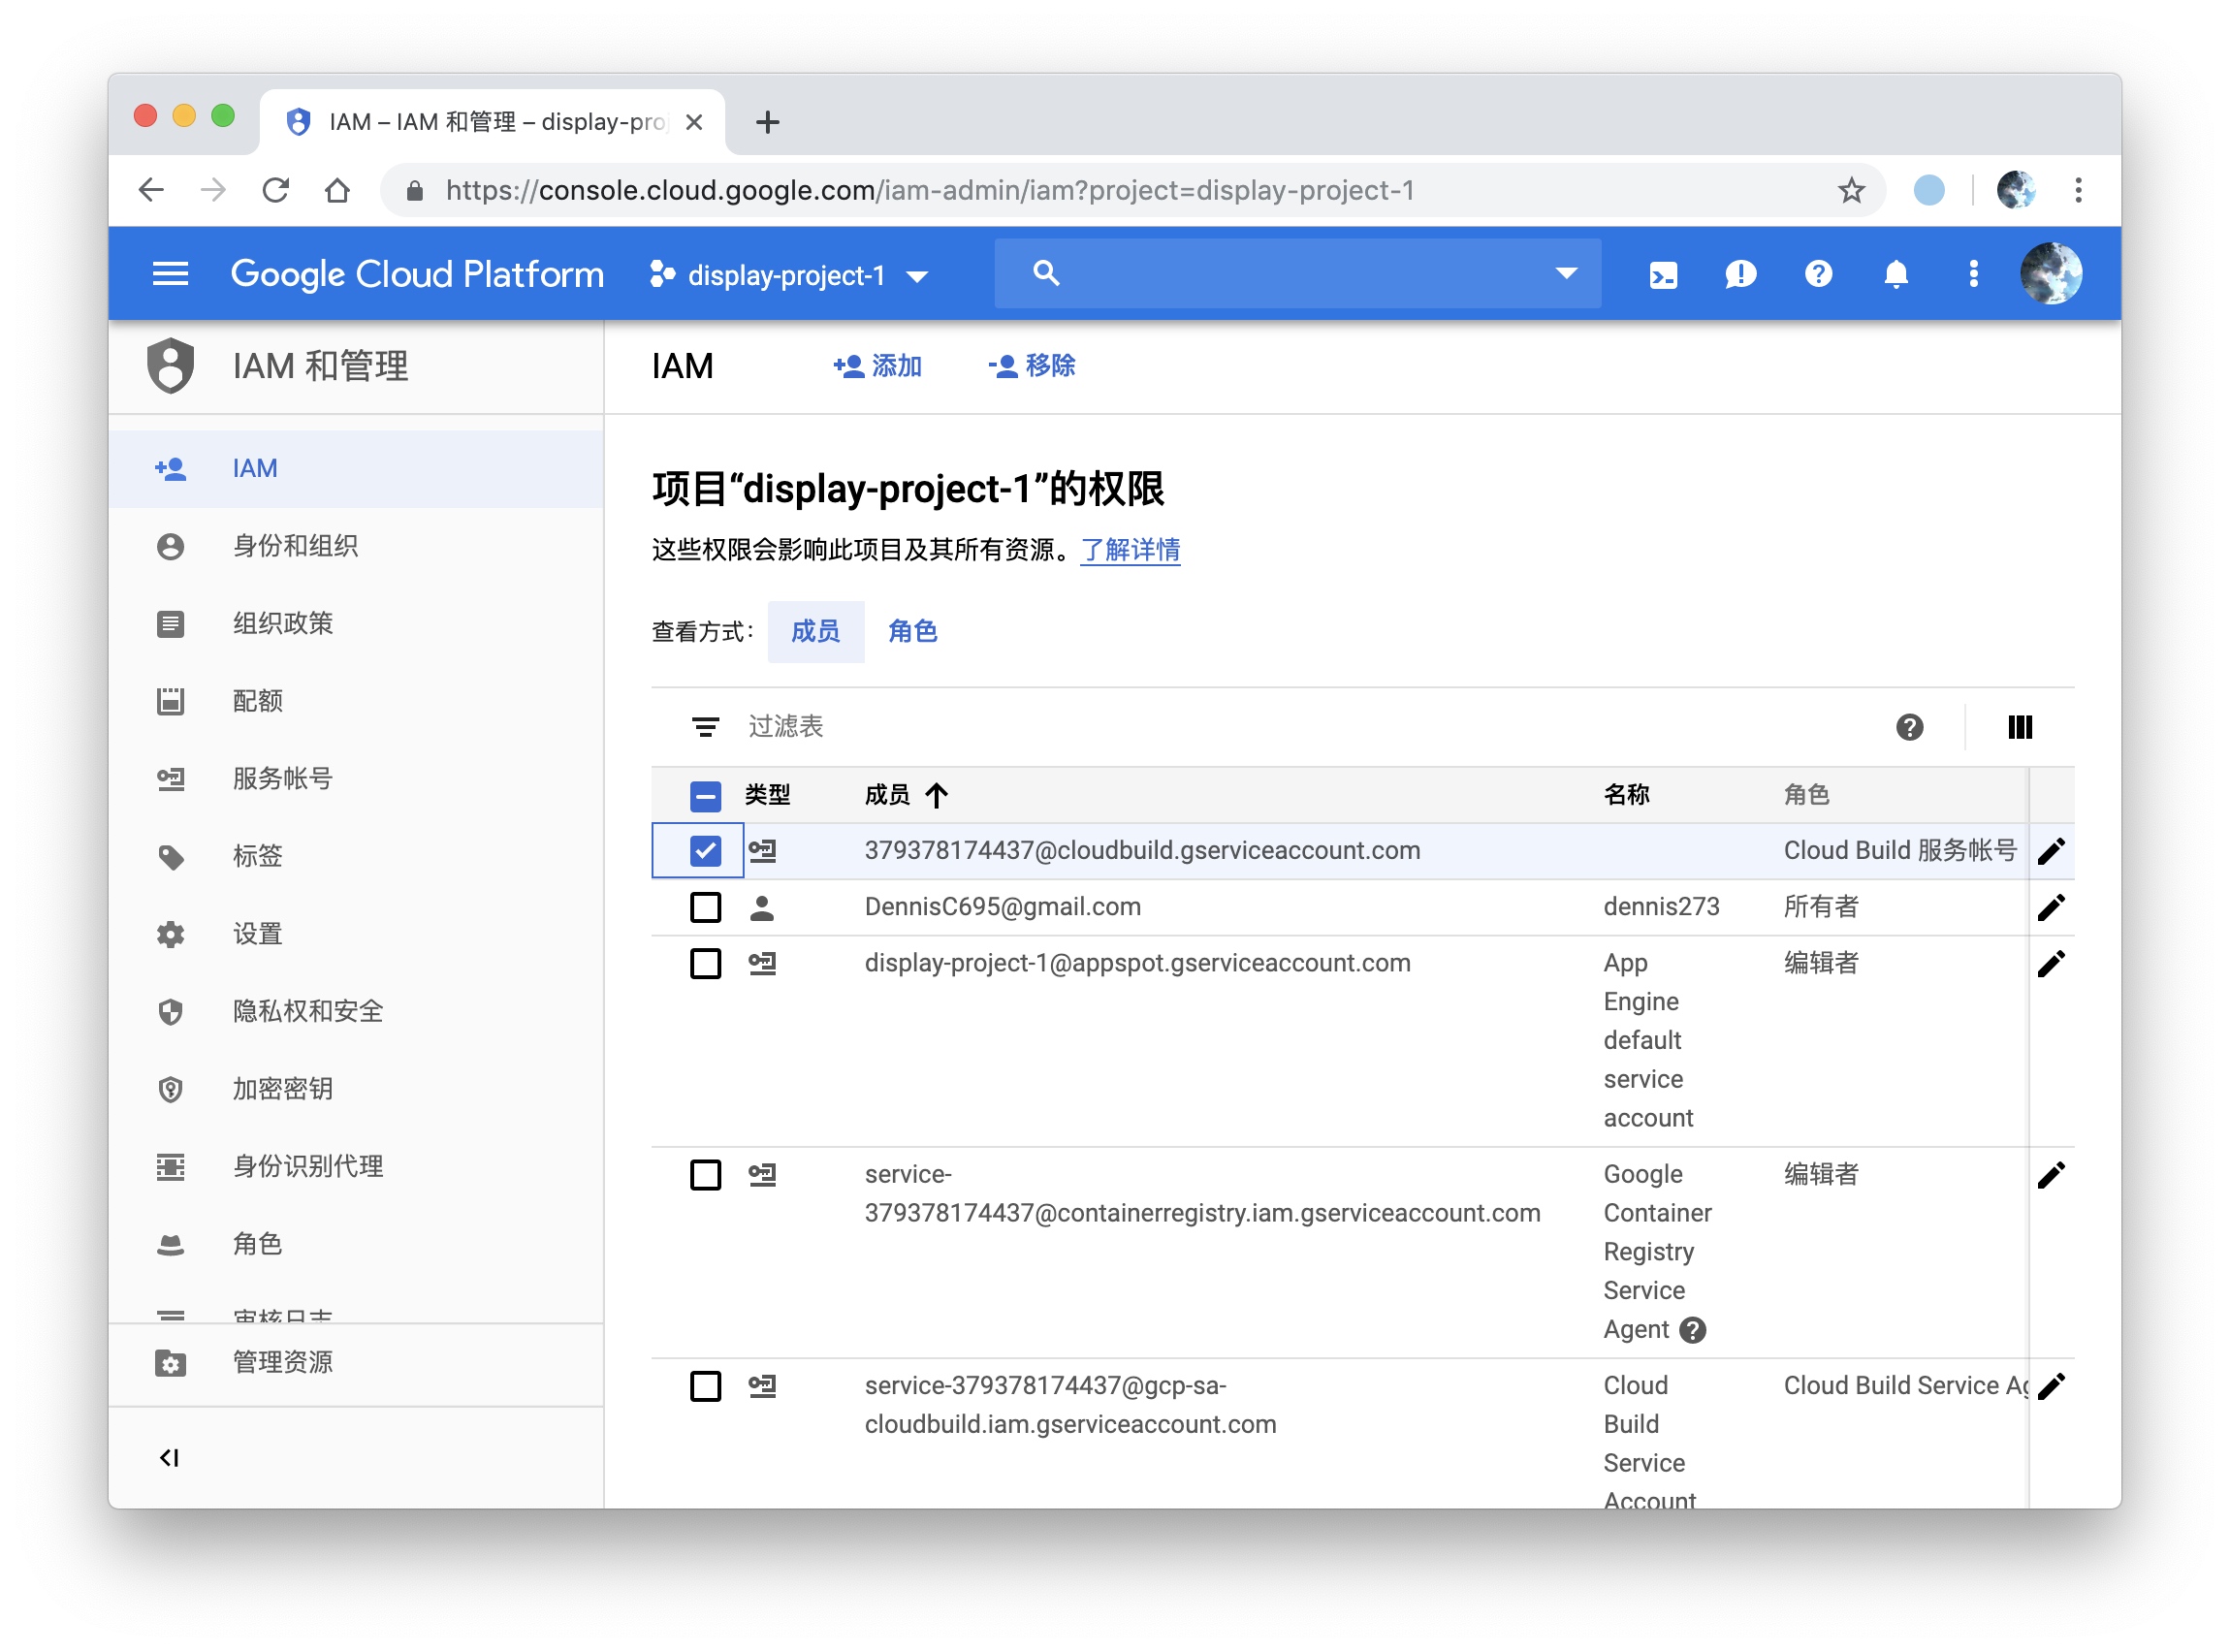 IAM – IAM 和管理 – display-pro
https://console.cloud.google.com/iam-admin/iam?project=display-project-1
Google Cloud Platform
display-project-1
IAM 和管理
IAM
身份和组织
组织政策
配额
服务帐号
标签
设置
隐私权和安全
加密密钥
身份识别代理
角色
审核日志
管理资源
IAM
添加
移除
项目“display-project-1”的权限
这些权限会影响此项目及其所有资源。了解详情
查看方式： 成员 角色
过滤表
类型 成员 名称 角色
379378174437@cloudbuild.gserviceaccount.com Cloud Build 服务帐号
DennisC695@gmail.com dennis273 所有者
display-project-1@appspot.gserviceaccount.com App 编辑者
Engine
default
service
account
service- Google 编辑者
379378174437@containerregistry.iam.gserviceaccount.com Container
Registry
Service
Agent
service-379378174437@gcp-sa- Cloud Cloud Build Service Ag
cloudbuild.iam.gserviceaccount.com Build
Service
Account